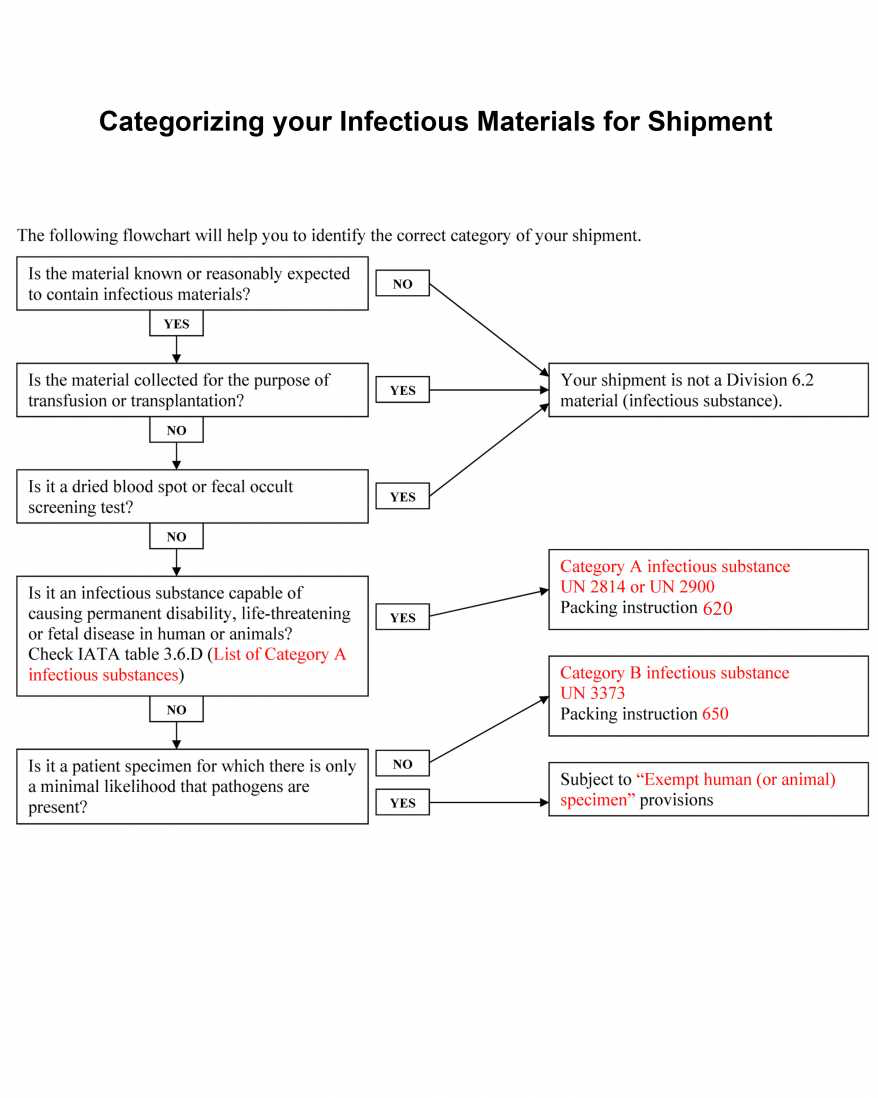 Categorizing your Infectious Materials for Shipment
The following flowchart will help you to identify the correct category of your shipment.
Is the material known or reasonably expected
to contain infectious materials?
NO
YES
Is the material collected for the purpose of
transfusion or transplantation?
YES
Your shipment is not a Division 6.2
material (infectious substance).
NO
Is it a dried blood spot or fecal occult
screening test?
YES
NO
Is it an infectious substance capable of
causing permanent disability, life-threatening
or fetal disease in human or animals?
Check IATA table 3.6.D (List of Category A
infectious substances)
YES
Category A infectious substance
UN 2814 or UN 2900
Packing instruction 620
NO
Category B infectious substance
UN 3373
Packing instruction 650
Is it a patient specimen for which there is only
a minimal likelihood that pathogens are
present?
NO
YES
Subject to “Exempt human (or animal)
specimen” provisions